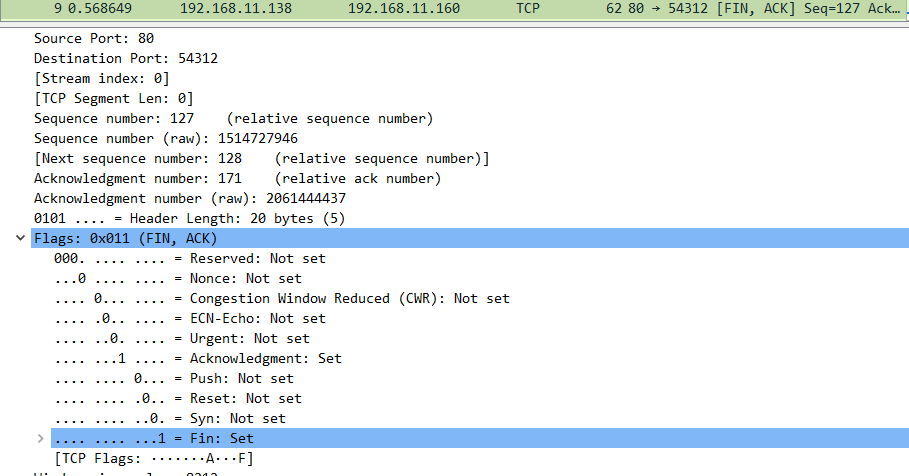 9 0.568649 192.168.11.138 192.168.11.160 TCP 62 80 → 54312 [FIN, ACK] Seq=127 Ack…
Source Port: 80
Destination Port: 54312
[Stream index: 0]
[TCP Segment Len: 0]
Sequence number: 127 (relative sequence number)
Sequence number (raw): 1514727946
[Next sequence number: 128 (relative sequence number)]
Acknowledgment number: 171 (relative ack number)
Acknowledgment number (raw): 2061444437
0101 .... = Header Length: 20 bytes (5)
Flags: 0x011 (FIN, ACK)
000. .... .... = Reserved: Not set
...0 .... .... = Nonce: Not set
.... 0... .... = Congestion Window Reduced (CWR): Not set
.... .0.. .... = ECN-Echo: Not set
.... ..0. .... = Urgent: Not set
.... ...1 .... = Acknowledgment: Set
.... .... 0... = Push: Not set
.... .... .0.. = Reset: Not set
.... .... ..0. = Syn: Not set
.... .... ...1 = Fin: Set
[TCP Flags: ·······A···F]